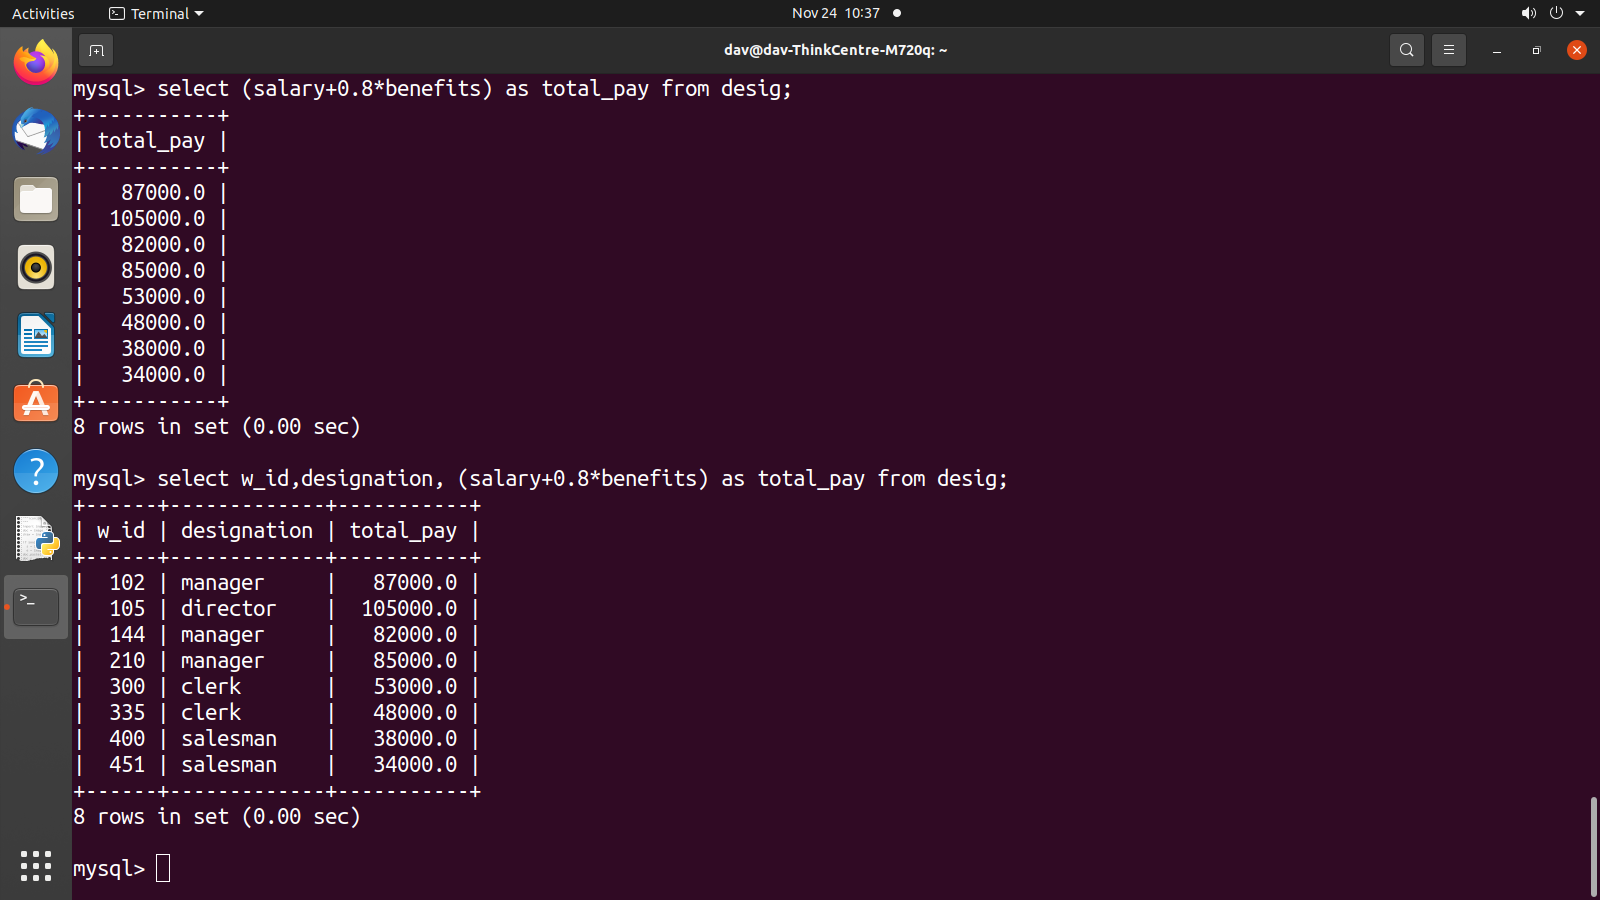 Activities
Terminal
Nov 24 10:37
dav@dav-ThinkCentre-M720q: ~
mysql> select (salary+0.8*benefits) as total_pay from desig;
+-----------+
| total_pay |
+-----------+
|   87000.0 |
|  105000.0 |
|   82000.0 |
|   85000.0 |
|   53000.0 |
|   48000.0 |
|   38000.0 |
|   34000.0 |
+-----------+
8 rows in set (0.00 sec)
mysql> select w_id,designation, (salary+0.8*benefits) as total_pay from desig;
+------+-------------+-----------+
| w_id | designation | total_pay |
+------+-------------+-----------+
|  102 | manager     |   87000.0 |
|  105 | director    |  105000.0 |
|  144 | manager     |   82000.0 |
|  210 | manager     |   85000.0 |
|  300 | clerk       |   53000.0 |
|  335 | clerk       |   48000.0 |
|  400 | salesman    |   38000.0 |
|  451 | salesman    |   34000.0 |
+------+-------------+-----------+
8 rows in set (0.00 sec)
mysql>